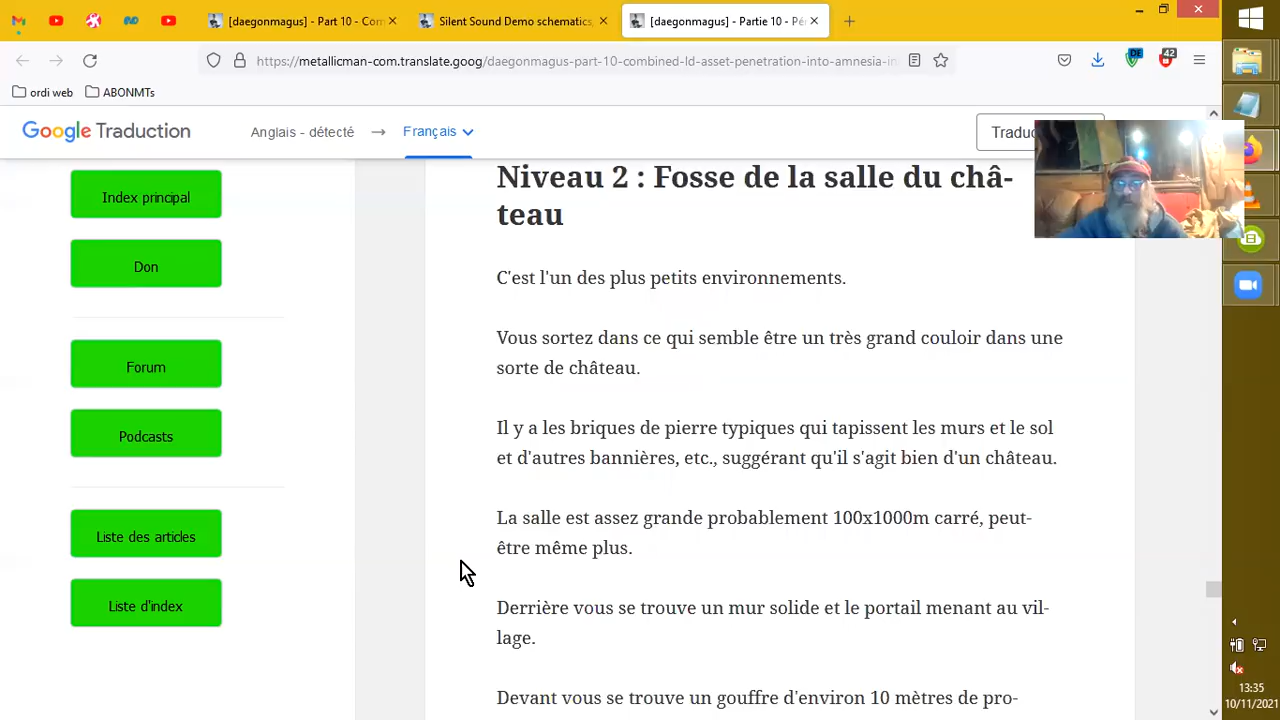 [daegonmagus] - Part 10 - Con
Silent Sound Demo schematics,
[daegonmagus] - Partie 10 - Pé
https://metallicman-com.translate.goog/daegonmagus-part-10-combined-ld-asset-penetration-into-amnesia-in
DE
42
ordi web
ABONMTs
Google Traduction
Anglais - détecté
Français
Traduc
Index principal
Don
Forum
Podcasts
Liste des articles
Liste d'index
Niveau 2 : Fosse de la salle du châ-
teau
C'est l'un des plus petits environnements.
Vous sortez dans ce qui semble être un très grand couloir dans une
sorte de château.
Il y a les briques de pierre typiques qui tapissent les murs et le sol
et d'autres bannières, etc., suggérant qu'il s'agit bien d'un château.
La salle est assez grande probablement 100x1000m carré, peut-
être même plus.
Derrière vous se trouve un mur solide et le portail menant au vil-
lage.
Devant vous se trouve un gouffre d'environ 10 mètres de pro-
13:35
10/11/2021